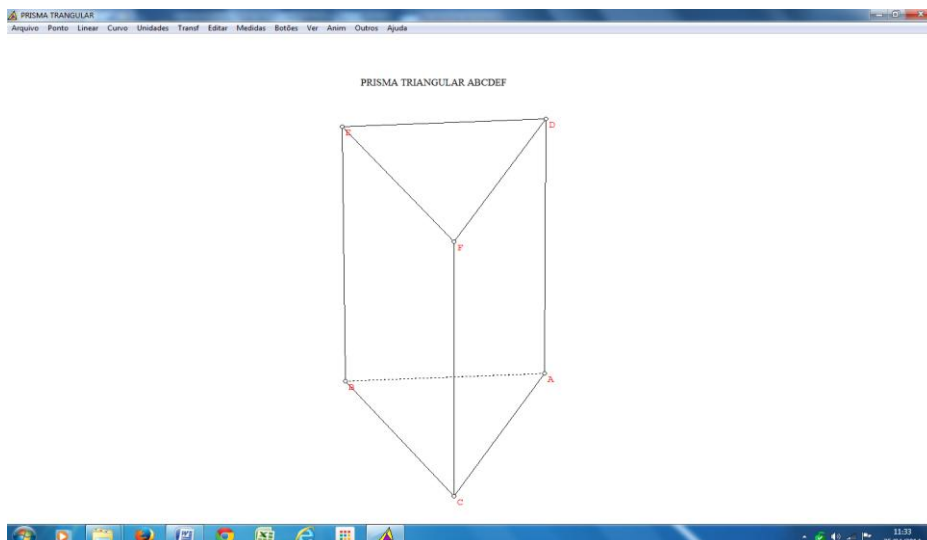 PRISMA TRANGULAR
Arquivo Ponto Linear Curvo Unidades Transf Editar Medidas Botões Ver Anim Outros Ajuda
PRISMA TRIANGULAR ABCDEF
E
D
F
B
A
C
11:33